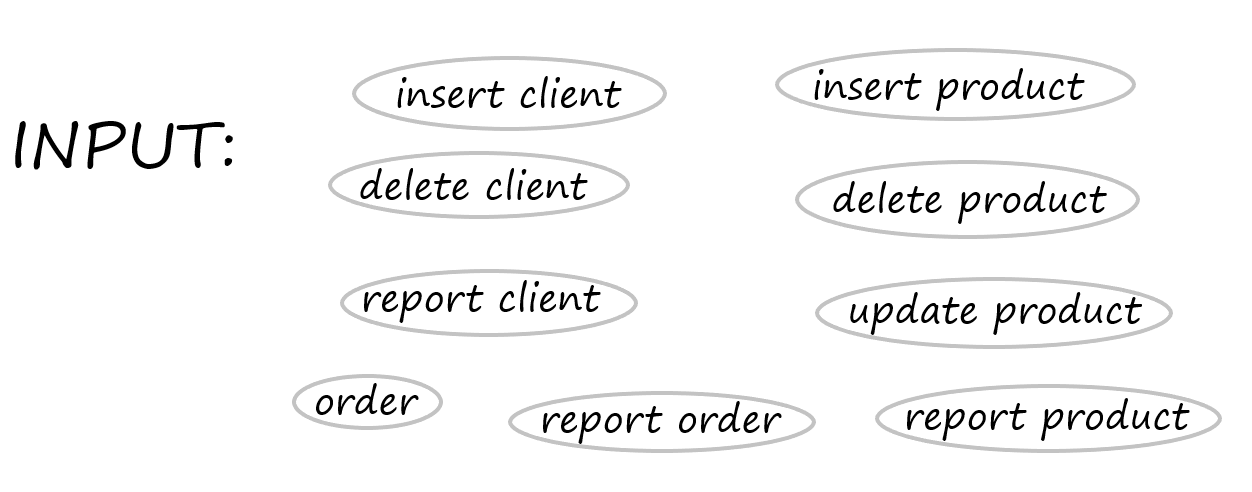 INPUT:
insert client
insert product
delete client
delete product
report client
update product
order
report order
report product